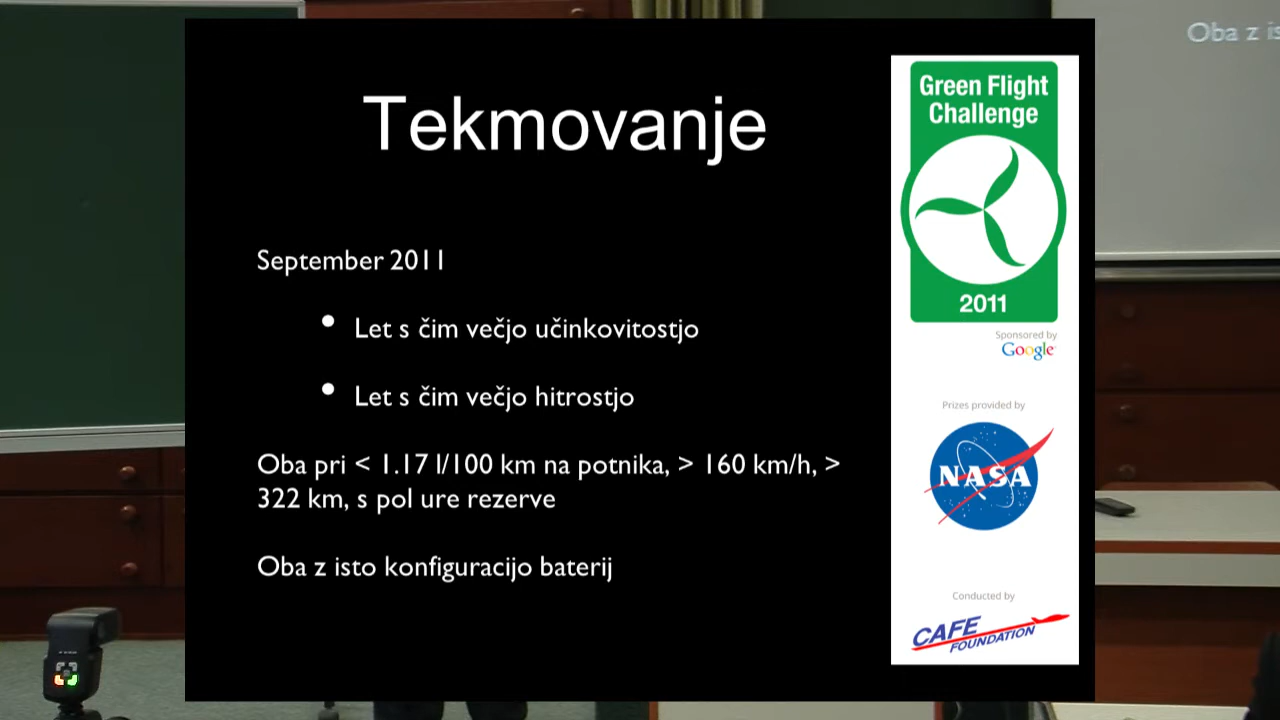 Tekmovanje
September 2011
• Let s čim večjo učinkovitostjo
• Let s čim večjo hitrostjo
Oba pri < 1.17 l/100 km na potnika, > 160 km/h, >
322 km, s pol ure rezerve
Oba z isto konfiguracijo baterij
Green Flight
Challenge
2011
Sponsored by
Google
Prizes provided by
NASA
Conducted by
CAFE
FOUNDATION
Oba z